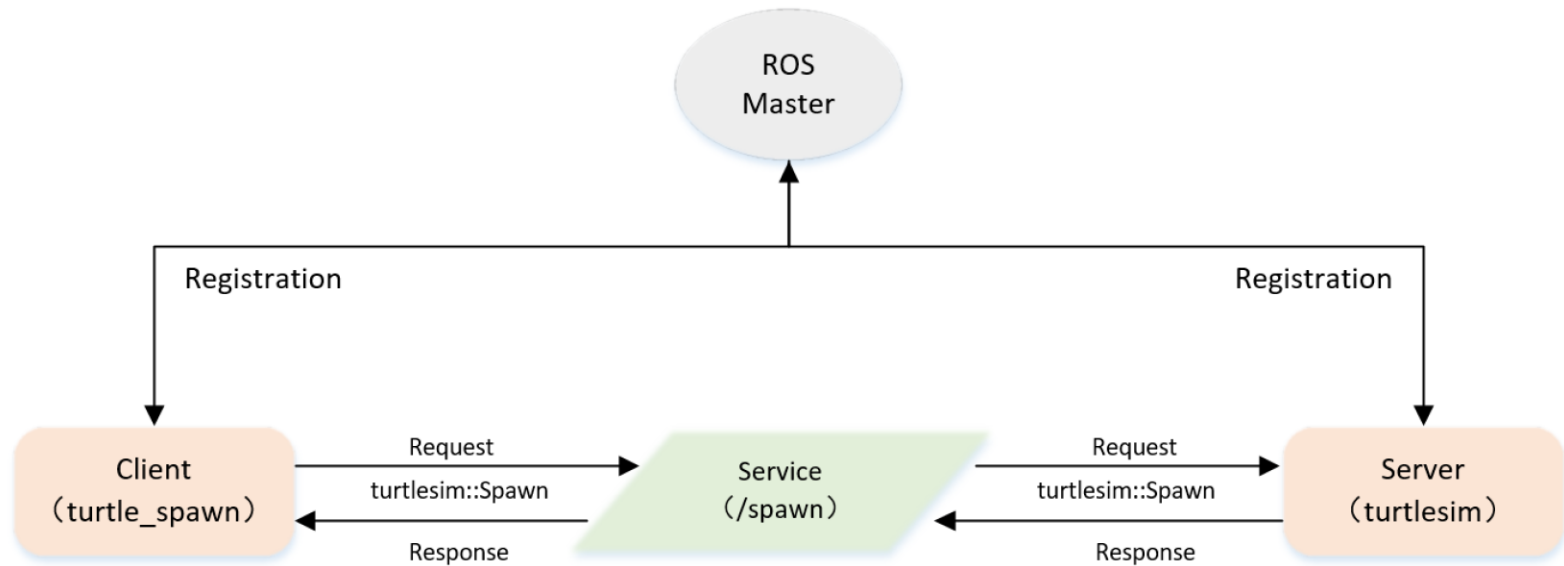 ROS
Master
Registration
Registration
Client
（turtle_spawn）
Request
turtlesim::Spawn
Response
Service
（/spawn）
Request
turtlesim::Spawn
Response
Server
（turtlesim）